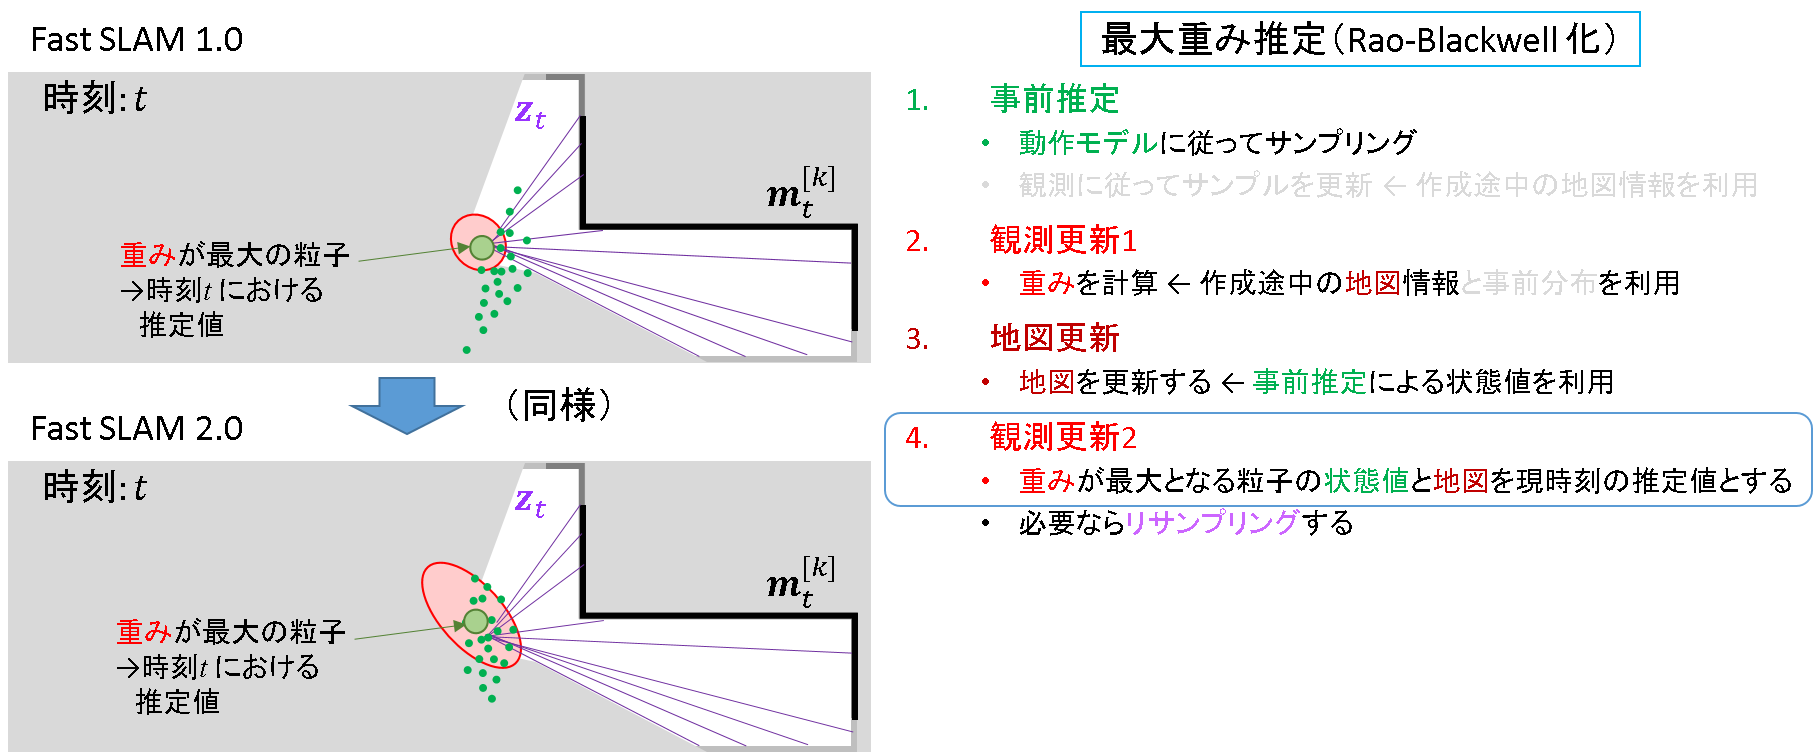 Fast SLAM 1.0
時刻: t
z_t
m_t^[k]
重みが最大の粒子
→時刻t における
推定値
（同様）
Fast SLAM 2.0
時刻: t
z_t
m_t^[k]
重みが最大の粒子
→時刻t における
推定値
最大重み推定（Rao-Blackwell 化）
1. 事前推定
• 動作モデルに従ってサンプリング
• 観測に従ってサンプルを更新 ← 作成途中の地図情報を利用
2. 観測更新1
• 重みを計算 ← 作成途中の地図情報と事前分布を利用
3. 地図更新
• 地図を更新する ← 事前推定による状態値を利用
4. 観測更新2
• 重みが最大となる粒子の状態値と地図を現時刻の推定値とする
• 必要ならリサンプリングする